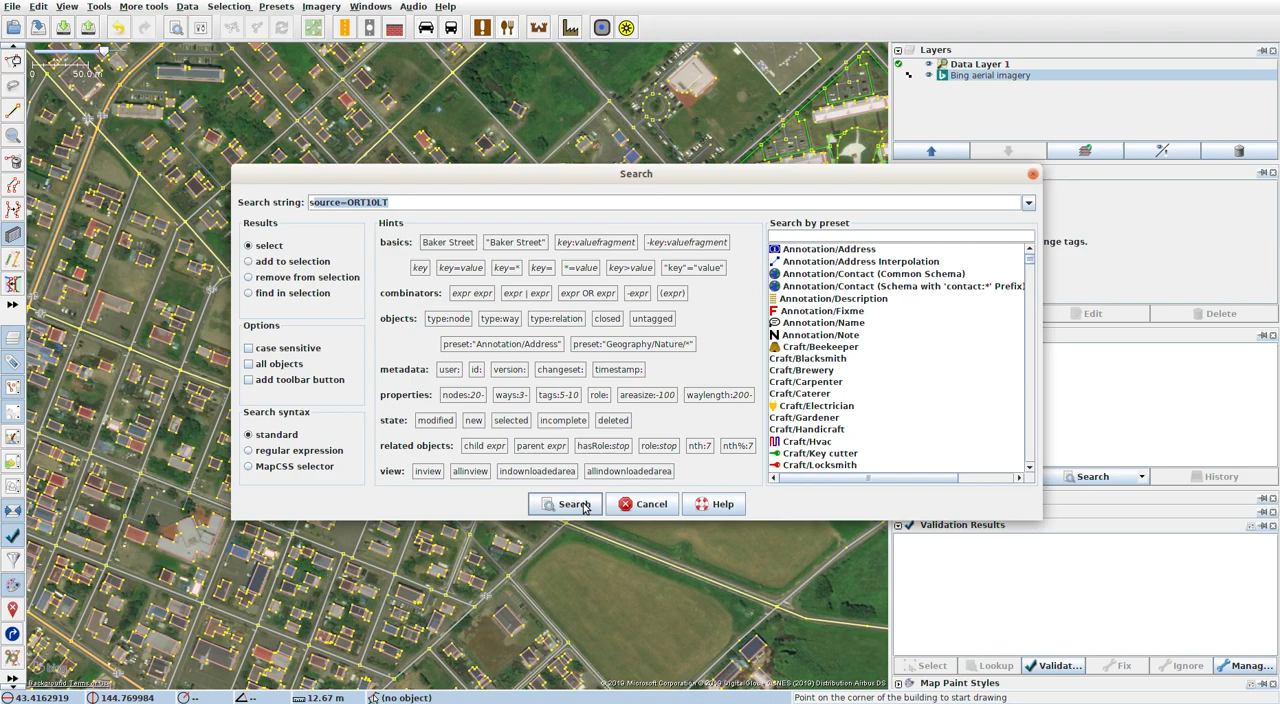 File Edit View Tools More tools Data Selection Presets Imagery Windows Audio Help
0 50.0 m
Layers
Data Layer 1
Bing aerial imagery
Search
Search string: source=ORT10LT
Results
select
add to selection
remove from selection
find in selection
Options
case sensitive
all objects
add toolbar button
Search syntax
standard
regular expression
MapCSS selector
Hints
basics: Baker Street "Baker Street" key:valuefragment -key:valuefragment
key key=value key=* key= *=value key>value "key"="value"
combinators: expr expr expr | expr expr OR expr -expr (expr)
objects: type:node type:way type:relation closed untagged
preset:"Annotation/Address" preset:"Geography/Nature/*"
metadata: user: id: version: changeset: timestamp:
properties: nodes:20- ways:3- tags:5-10 role: areasize:-100 waylength:200-
state: modified new selected incomplete deleted
related objects: child expr parent expr hasRole:stop role:stop nth:7 nth%:7
view: inview allinview indownloadedarea allindownloadedarea
Search by preset
Annotation/Address
Annotation/Address Interpolation
Annotation/Contact (Common Schema)
Annotation/Contact (Schema with 'contact:*' Prefix)
Annotation/Description
Annotation/Fixme
Annotation/Name
Annotation/Note
Craft/Beekeeper
Craft/Blacksmith
Craft/Brewery
Craft/Carpenter
Craft/Caterer
Craft/Electrician
Craft/Gardener
Craft/Handicraft
Craft/Hvac
Craft/Key cutter
Craft/Locksmith
Search Cancel Help
nge tags.
Edit Delete
Search History
Validation Results
Select Lookup Validat... Fix Ignore Manag...
Map Paint Styles
Background Terms of Use
43.4162919 144.769984 -- -- 12.67 m (no object)
Point on the corner of the building to start drawing